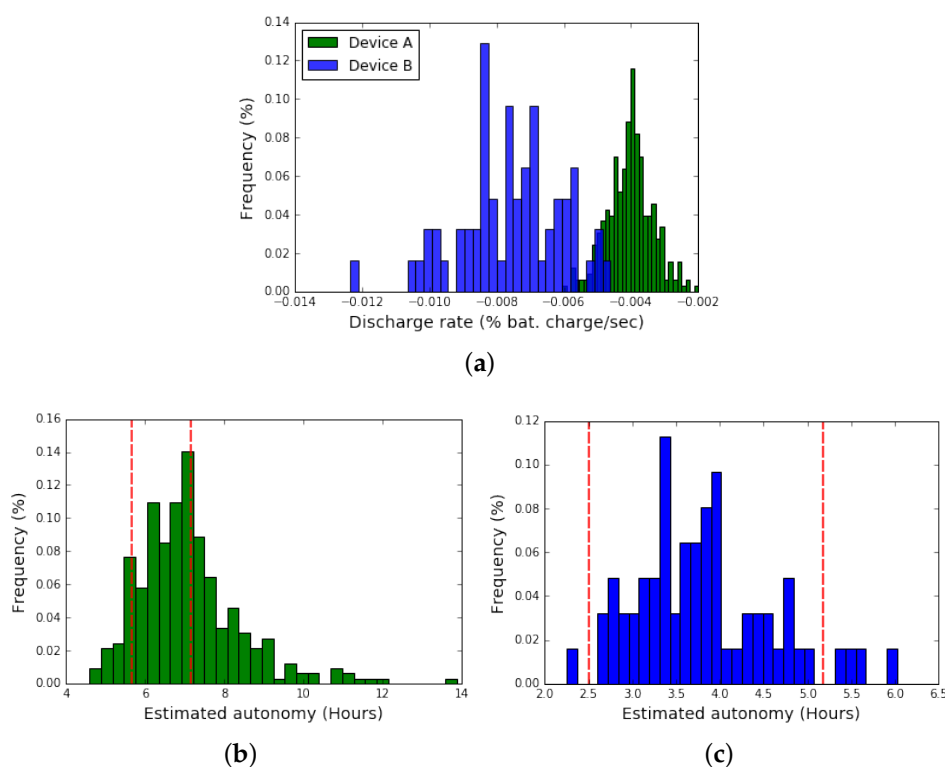 0.14
0.12
0.10
0.08
0.06
0.04
0.02
0.00
Frequency (%)
Device A
Device B
−0.014 −0.012 −0.010 −0.008 −0.006 −0.004 −0.002
Discharge rate (% bat. charge/sec)
(a)
0.16
0.14
0.12
0.10
0.08
0.06
0.04
0.02
0.00
Frequency (%)
4 6 8 10 12 14
Estimated autonomy (Hours)
(b)
0.12
0.10
0.08
0.06
0.04
0.02
0.00
Frequency (%)
2.0 2.5 3.0 3.5 4.0 4.5 5.0 5.5 6.0 6.5
Estimated autonomy (Hours)
(c)